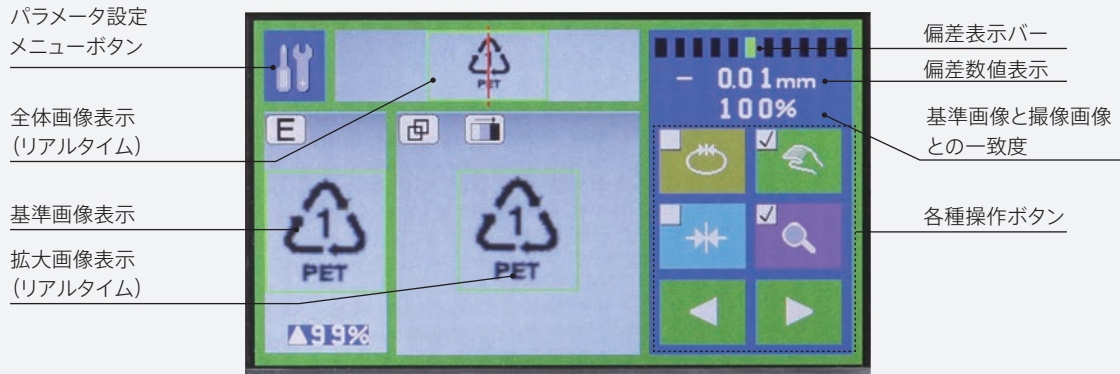 パラメータ設定
メニューボタン
全体画像表示
(リアルタイム)
基準画像表示
拡大画像表示
(リアルタイム)
1
PET
E
1
PET
▲99%
1
PET
- 0.01mm
100%
偏差表示バー
偏差数値表示
基準画像と撮像画像
との一致度
各種操作ボタン